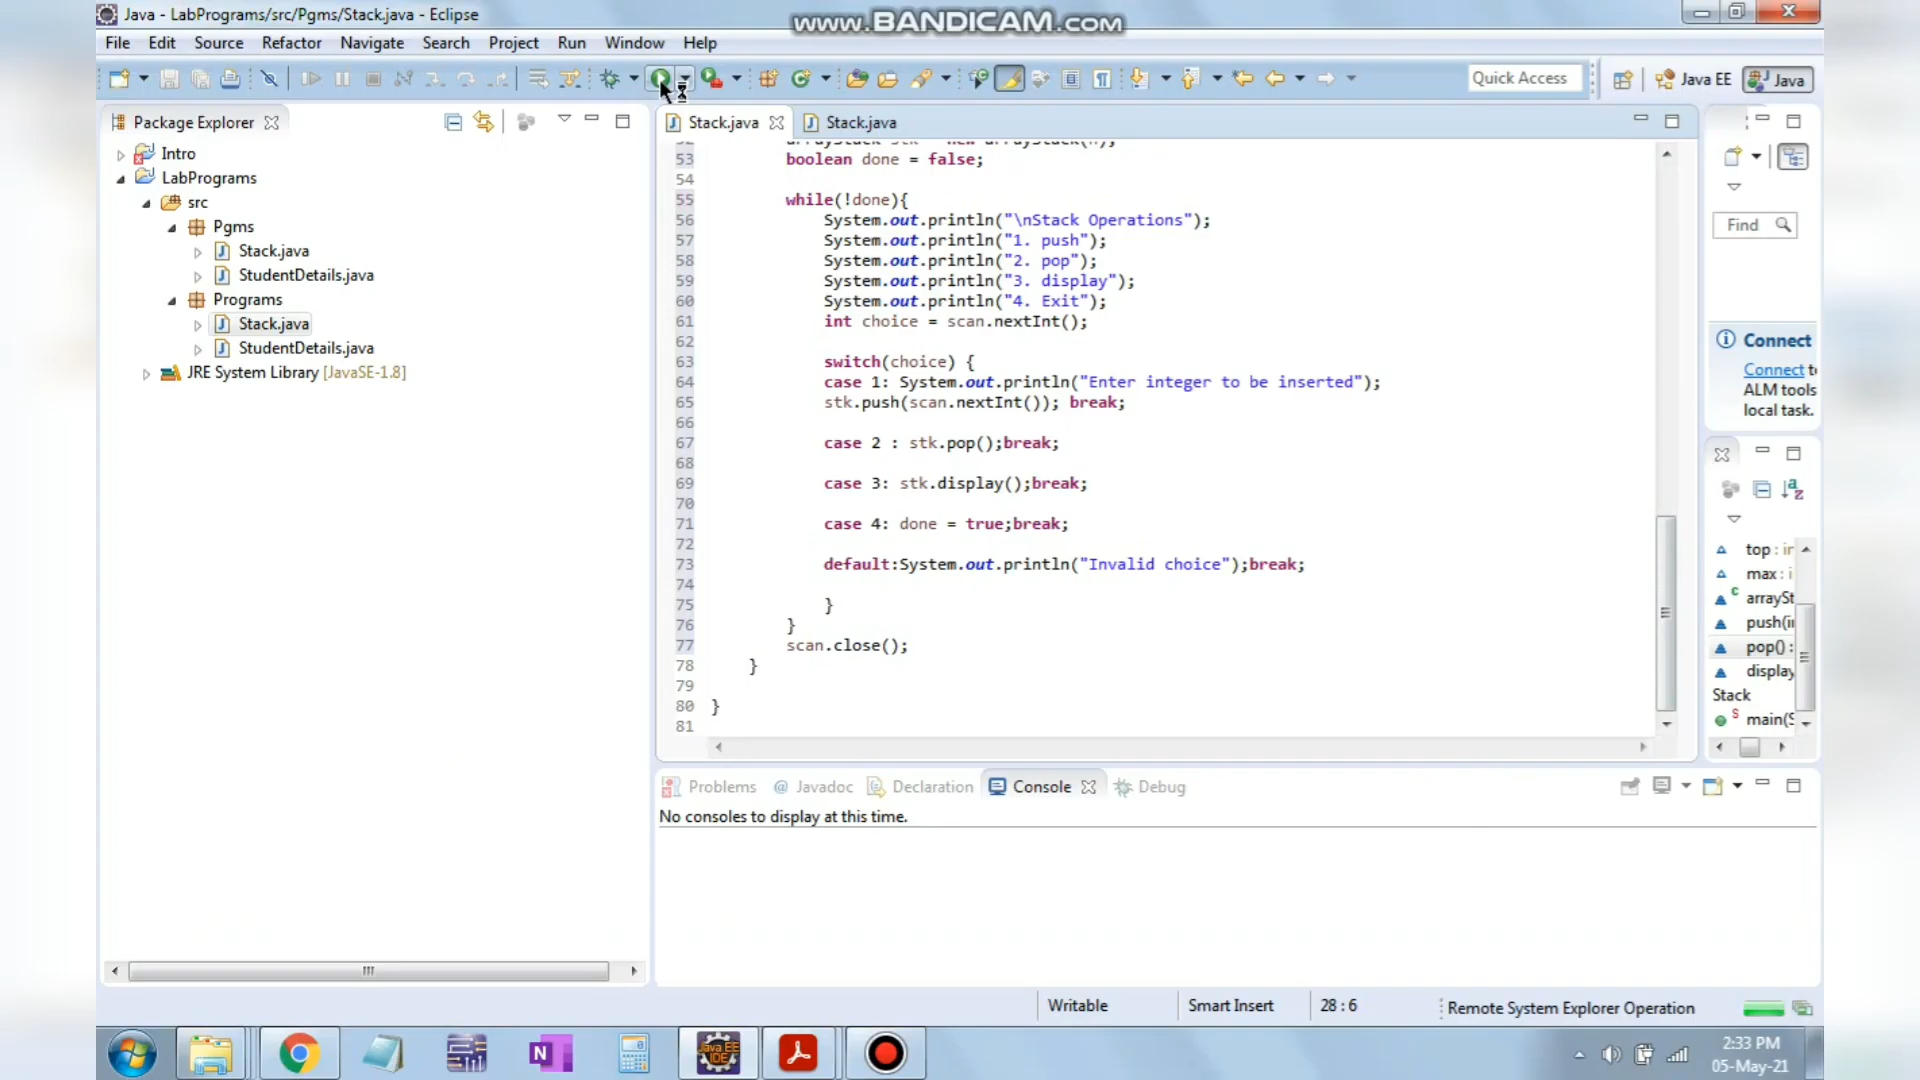 Java - LabPrograms/src/Pgms/Stack.java - Eclipse
www.BANDICAM.com
File Edit Source Refactor Navigate Search Project Run Window Help
Quick Access
Java EE
Java
Package Explorer
Intro
LabPrograms
src
Pgms
Stack.java
StudentDetails.java
Programs
Stack.java
StudentDetails.java
JRE System Library [JavaSE-1.8]
Stack.java
Stack.java
53 boolean done = false;
54
55 while(!done){
56 System.out.println("\nStack Operations");
57 System.out.println("1. push");
58 System.out.println("2. pop");
59 System.out.println("3. display");
60 System.out.println("4. Exit");
61 int choice = scan.nextInt();
62
63 switch(choice) {
64 case 1: System.out.println("Enter integer to be inserted");
65 stk.push(scan.nextInt()); break;
66
67 case 2 : stk.pop();break;
68
69 case 3: stk.display();break;
70
71 case 4: done = true;break;
72
73 default:System.out.println("Invalid choice");break;
74
75 }
76 }
77 scan.close();
78 }
79
80 }
81
Find
Connect
Connect t
ALM tools
local task.
top : in
max : i
arraySt
push(i
pop() :
display
Stack
main(S
Problems @ Javadoc Declaration Console Debug
No consoles to display at this time.
Writable
Smart Insert
28 : 6
Remote System Explorer Operation
Java EE
IDE
N
2:33 PM
05-May-21